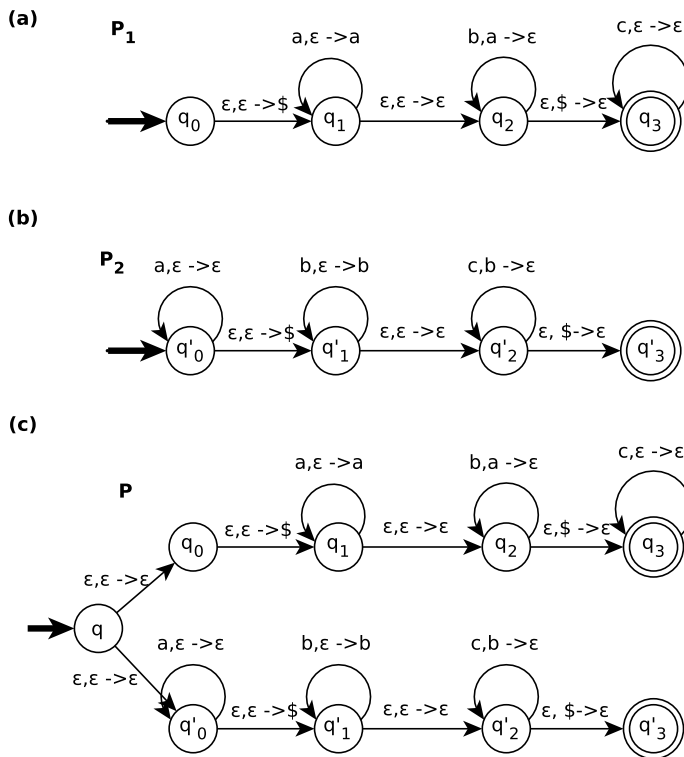 (a)
P1
a,ε ->a
b,a ->ε
c,ε ->ε
q0
ε,ε ->$
q1
ε,ε ->ε
q2
ε,$ ->ε
q3
(b)
P2
a,ε ->ε
b,ε ->b
c,b ->ε
q'0
ε,ε ->$
q'1
ε,ε ->ε
q'2
ε, $->ε
q'3
(c)
P
a,ε ->a
b,a ->ε
c,ε ->ε
q0
ε,ε ->$
q1
ε,ε ->ε
q2
ε,$ ->ε
q3
ε,ε ->ε
q
ε,ε ->ε
a,ε ->ε
b,ε ->b
c,b ->ε
q'0
ε,ε ->$
q'1
ε,ε ->ε
q'2
ε, $->ε
q'3